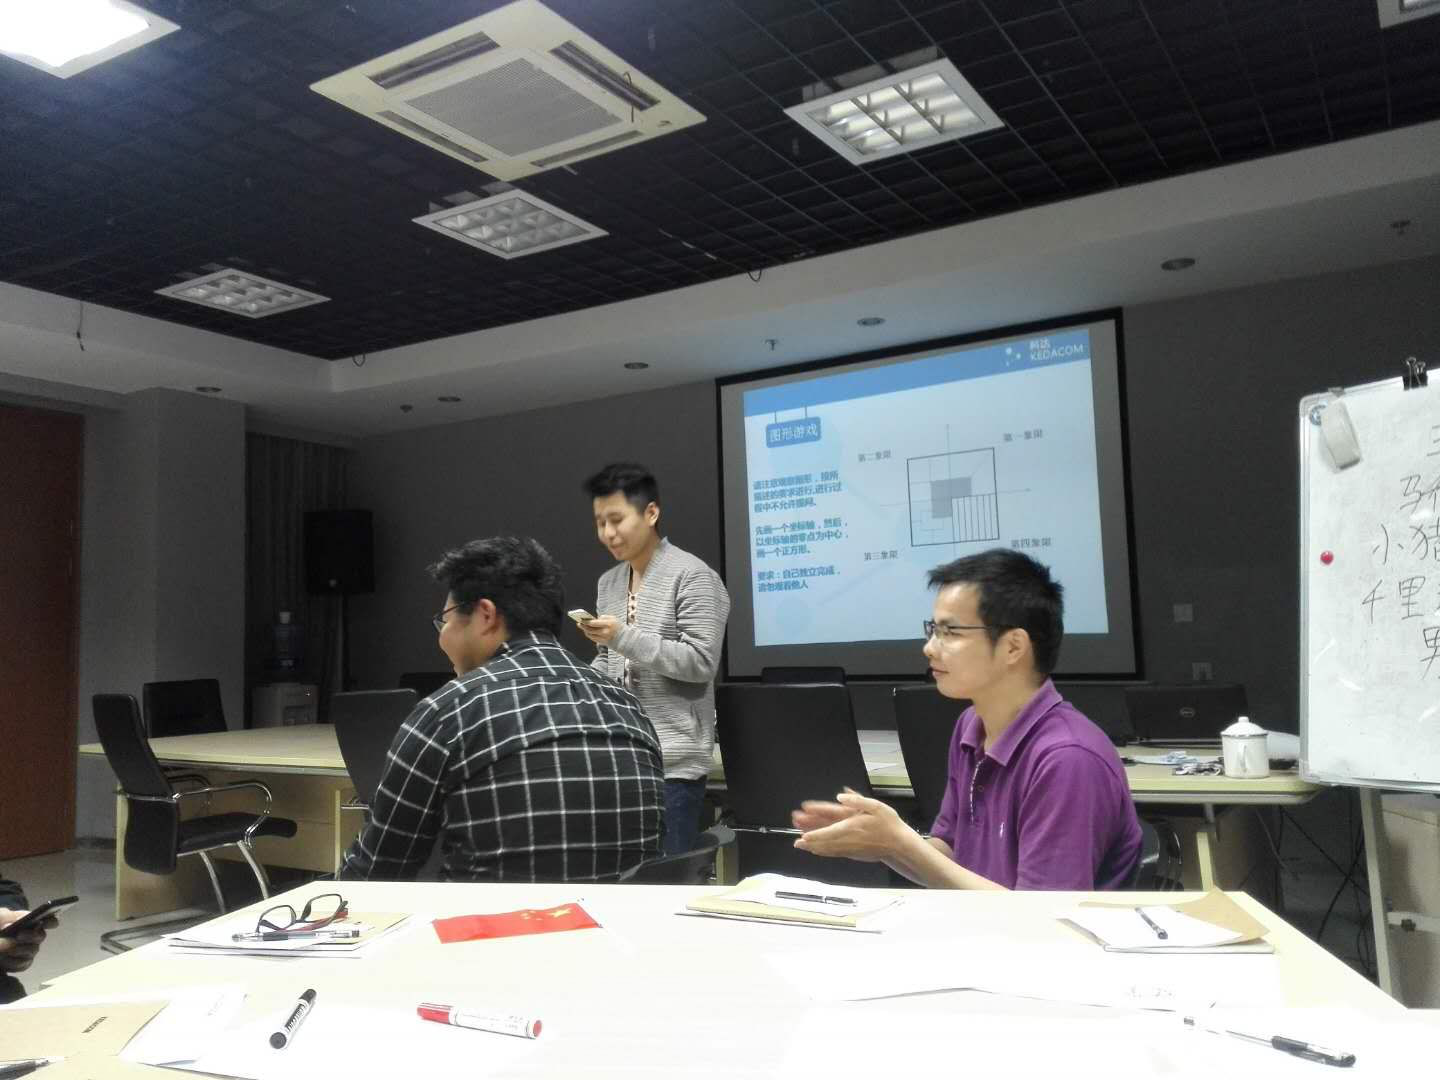 科达
KEDACOM
图形游戏
第一象限
第二象限
请注意观察图形，按所
描述的要求进行,进行过
程中不允许提问。
先画一个坐标轴，然后，
以坐标轴的零点为中心，
画一个正方形。
第三象限
第四象限
要求：自己独立完成，
请勿观看他人
小猪
千里
男